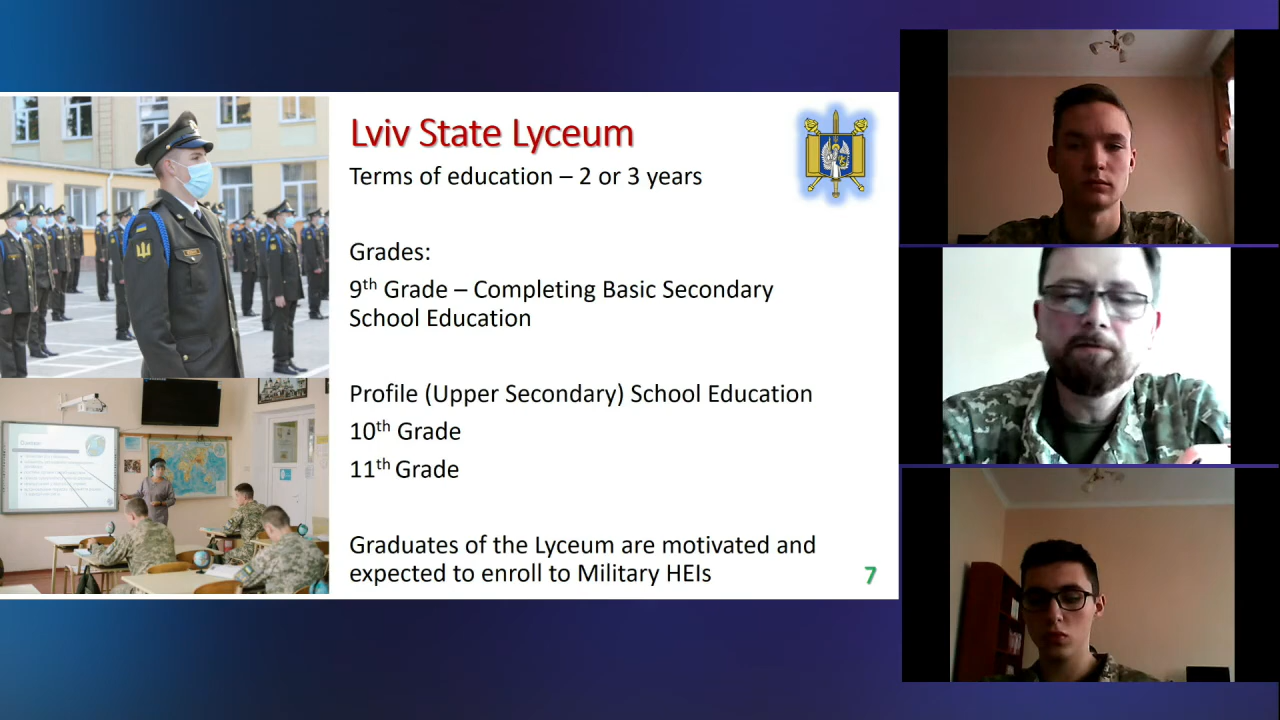 Lviv State Lyceum
Terms of education – 2 or 3 years
Grades:
9th Grade – Completing Basic Secondary
School Education
Profile (Upper Secondary) School Education
10th Grade
11th Grade
Graduates of the Lyceum are motivated and
expected to enroll to Military HEIs
7